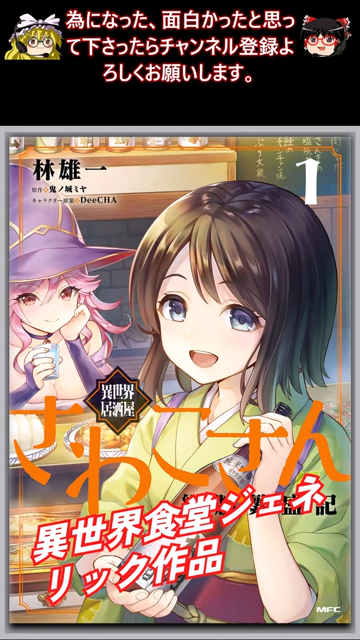 為になった、面白かったと思っ
て下さったらチャンネル登録よ
ろしくお願いします。
林雄一
1
原作◆鬼ノ城ミヤ
キャラクター原案◆DeeCHA
異世界
居酒屋
さわこさん
異世界食堂ジェネ
リック作品
記
MFC